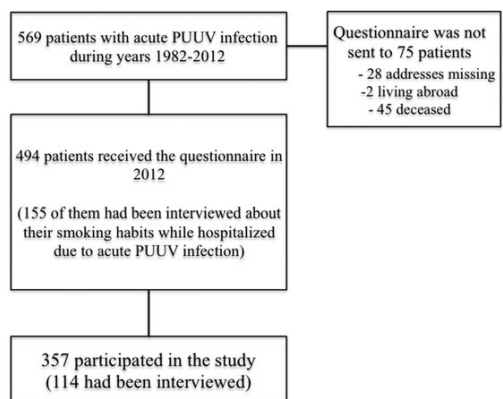 569 patients with acute PUUV infection
during years 1982-2012
Questionnaire was not
sent to 75 patients
- 28 addresses missing
-2 living abroad
- 45 deceased
494 patients received the questionnaire in
2012
(155 of them had been interviewed about
their smoking habits while hospitalized
due to acute PUUV infection)
357 participated in the study
(114 had been interviewed)